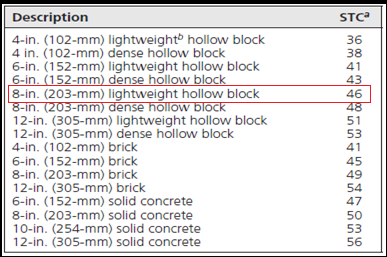 Description STCᵃ
4-in. (102-mm) lightweightᵇ hollow block 36
4 in. (102-mm) dense hollow block 38
6-in. (152-mm) lightweight hollow block 41
6-in. (152-mm) dense hollow block 43
8-in. (203-mm) lightweight hollow block 46
8-in. (203-mm) dense hollow block 48
12-in. (305-mm) lightweight hollow block 51
12-in. (305-mm) dense hollow block 53
4-in. (102-mm) brick 41
6-in. (152-mm) brick 45
8-in. (203-mm) brick 49
12-in. (305-mm) brick 54
6-in. (152-mm) solid concrete 47
8-in. (203-mm) solid concrete 50
10-in. (254-mm) solid concrete 53
12-in. (305-mm) solid concrete 56